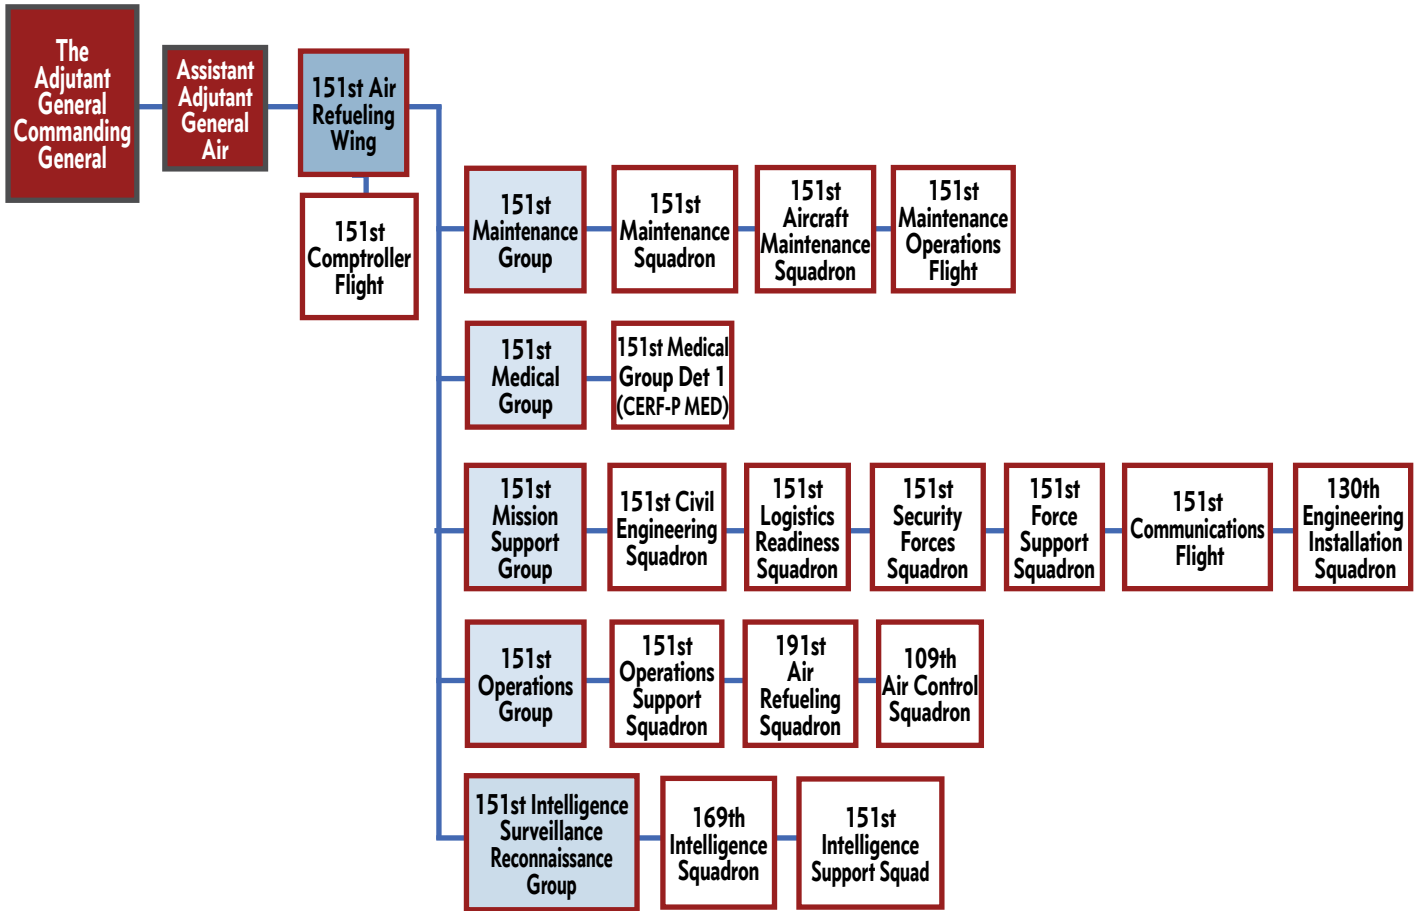 The
Adjutant
General
Commanding
General
Assistant
Adjutant
General
Air
151st Air
Refueling
Wing
151st
Comptroller
Flight
151st
Maintenance
Group
151st
Maintenance
Squadron
151st
Aircraft
Maintenance
Squadron
151st
Maintenance
Operations
Flight
151st
Medical
Group
151st Medical
Group Det 1
(CERF-P MED)
151st
Mission
Support
Group
151st Civil
Engineering
Squadron
151st
Logistics
Readiness
Squadron
151st
Security
Forces
Squadron
151st
Force
Support
Squadron
151st
Communications
Flight
130th
Engineering
Installation
Squadron
151st
Operations
Group
151st
Operations
Support
Squadron
191st
Air
Refueling
Squadron
109th
Air Control
Squadron
151st Intelligence
Surveillance
Reconnaissance
Group
169th
Intelligence
Squadron
151st
Intelligence
Support Squad